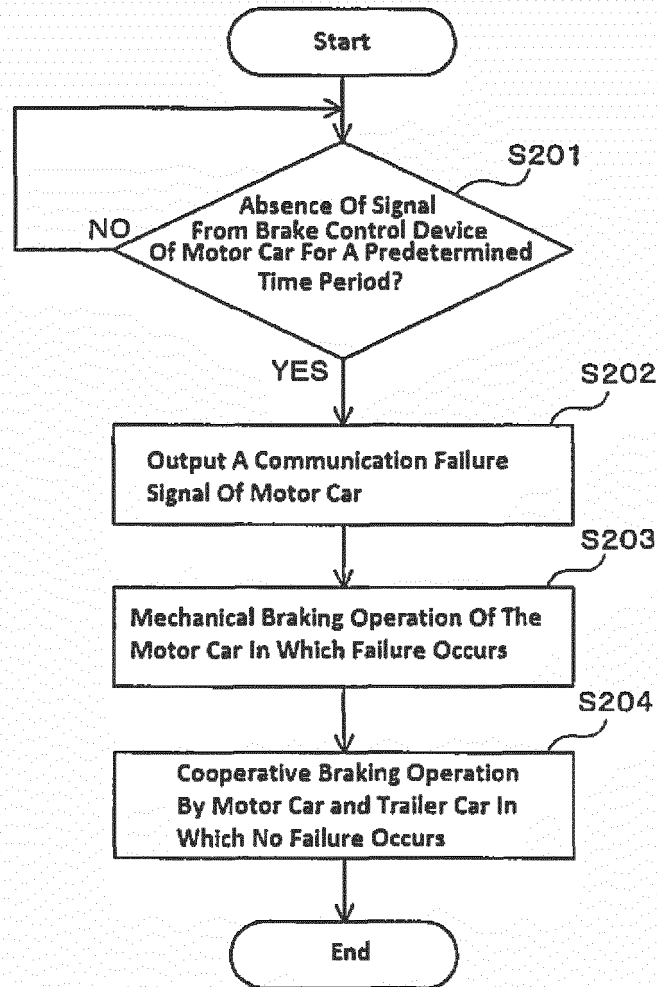 Start
S201
Absence Of Signal
From Brake Control Device
Of Motor Car For A Predetermined
Time Period?
NO
YES
S202
Output A Communication Failure
Signal Of Motor Car
S203
Mechanical Braking Operation Of The
Motor Car In Which Failure Occurs
S204
Cooperative Braking Operation
By Motor Car and Trailer Car In
Which No Failure Occurs
End